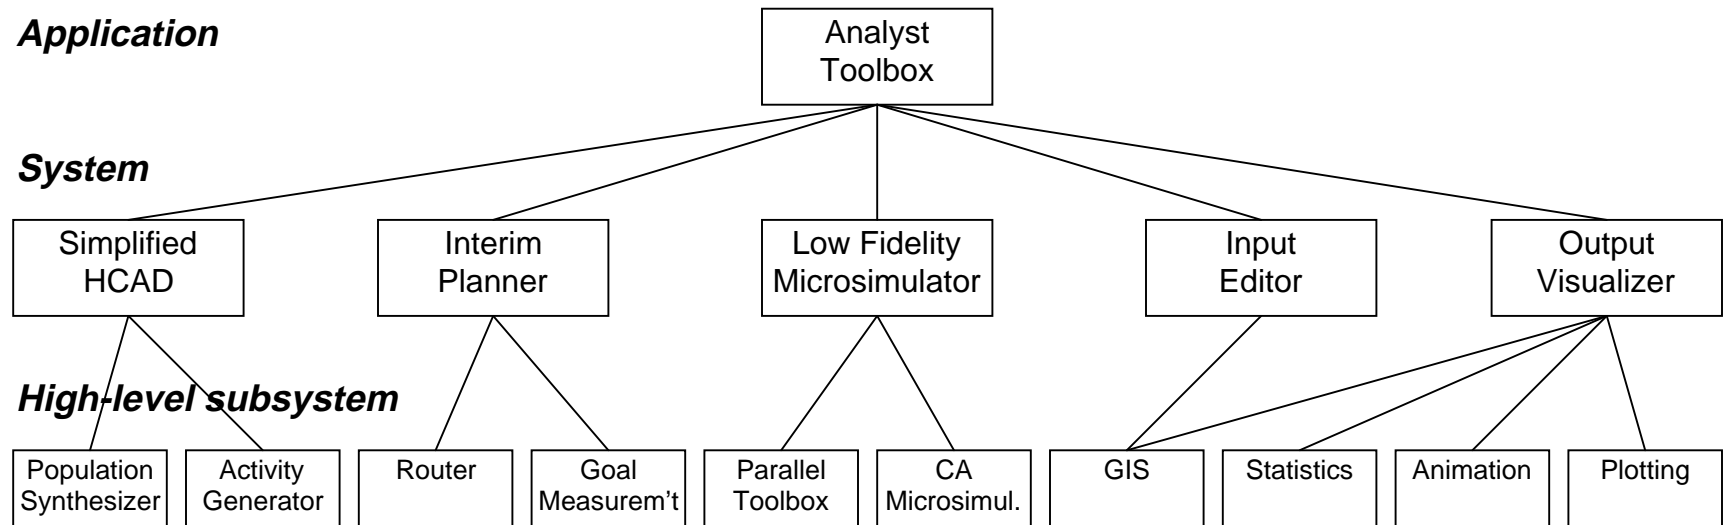 Application
Analyst
Toolbox
System
Simplified
HCAD
Interim
Planner
Low Fidelity
Microsimulator
Input
Editor
Output
Visualizer
High-level subsystem
Population
Synthesizer
Activity
Generator
Router
Goal
Measurem't
Parallel
Toolbox
CA
Microsimul.
GIS
Statistics
Animation
Plotting